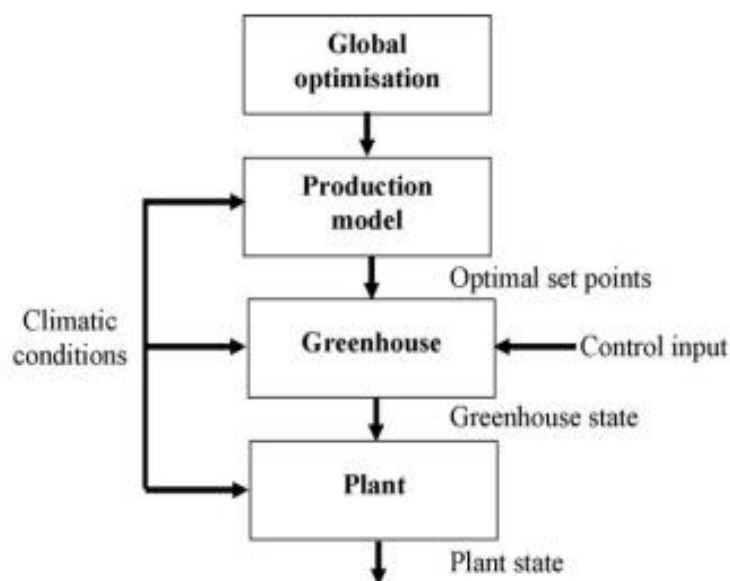 Global
optimisation
Production
model
Optimal set points
Climatic
conditions
Greenhouse
Control input
Greenhouse state
Plant
Plant state